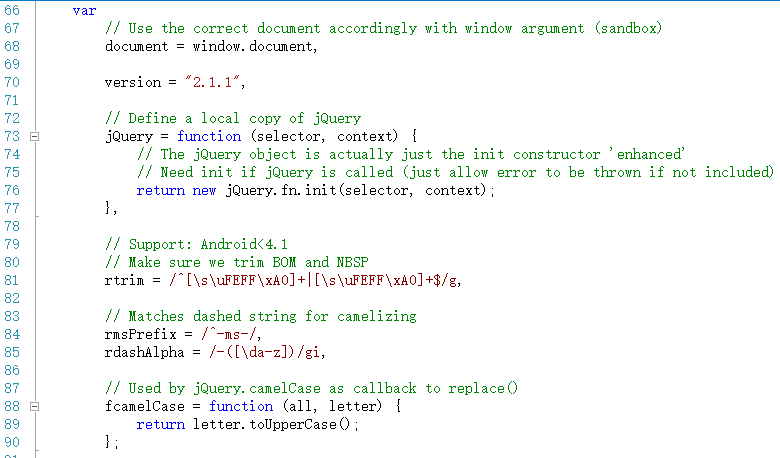 66 var
67 // Use the correct document accordingly with window argument (sandbox)
68 document = window.document,
69
70 version = "2.1.1",
71
72 // Define a local copy of jQuery
73 jQuery = function (selector, context) {
74 // The jQuery object is actually just the init constructor 'enhanced'
75 // Need init if jQuery is called (just allow error to be thrown if not included)
76 return new jQuery.fn.init(selector, context);
77 },
78
79 // Support: Android<4.1
80 // Make sure we trim BOM and NBSP
81 rtrim = /^[\s\uFEFF\xA0]+|[\s\uFEFF\xA0]+$/g,
82
83 // Matches dashed string for camelizing
84 rmsPrefix = /^-ms-/,
85 rdashAlpha = /-([\da-z])/gi,
86
87 // Used by jQuery.camelCase as callback to replace()
88 fcamelCase = function (all, letter) {
89 return letter.toUpperCase();
90 };